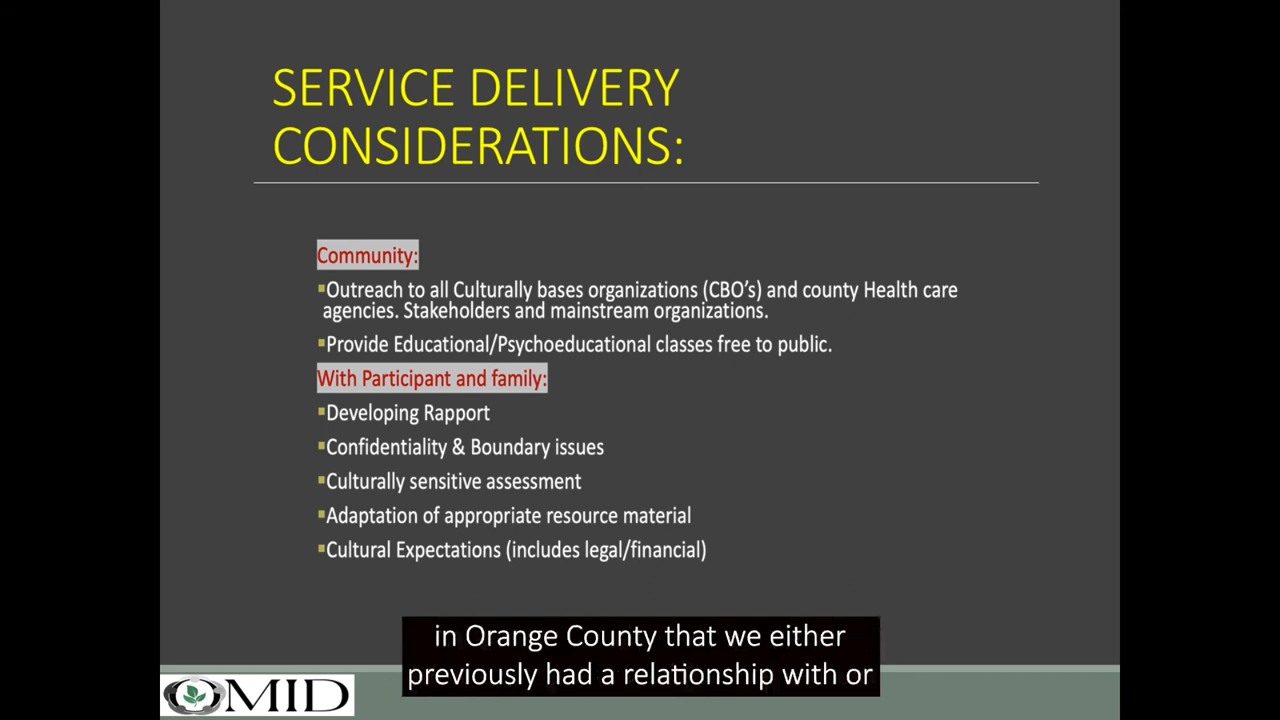 SERVICE DELIVERY
CONSIDERATIONS:
Community:
▪Outreach to all Culturally bases organizations (CBO's) and county Health care
agencies. Stakeholders and mainstream organizations.
▪Provide Educational/Psychoeducational classes free to public.
With Participant and family:
▪Developing Rapport
▪Confidentiality & Boundary issues
▪Culturally sensitive assessment
▪Adaptation of appropriate resource material
▪Cultural Expectations (includes legal/financial)
in Orange County that we either
previously had a relationship with or
OMID